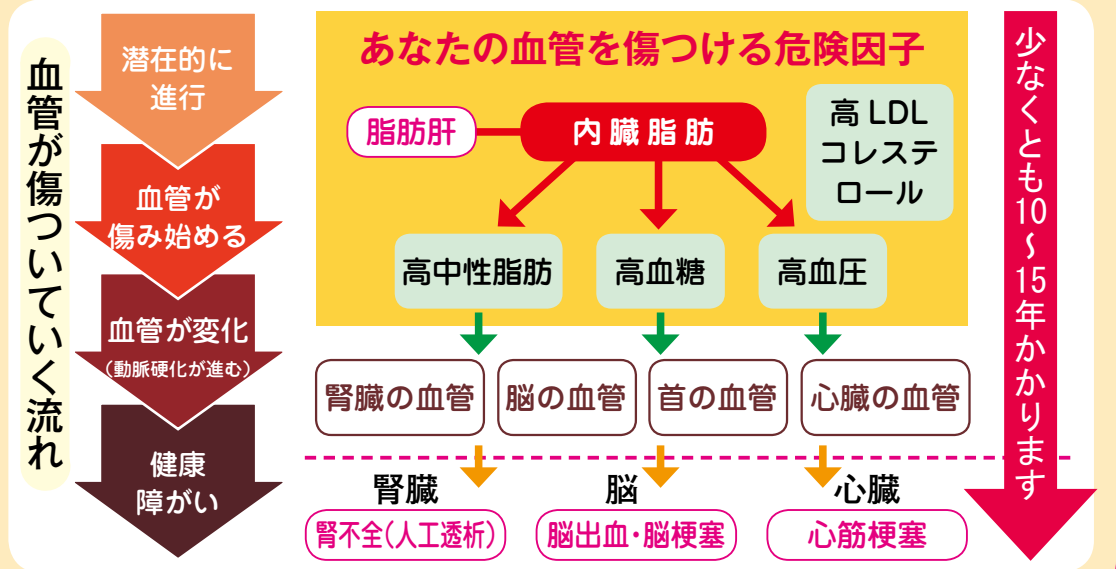 血管が傷ついていく流れ
潜在的に
進行
血管が
傷み始める
血管が変化
(動脈硬化が進む)
健康
障がい
あなたの血管を傷つける危険因子
脂肪肝
内臓脂肪
高LDL
コレステ
ロール
高中性脂肪
高血糖
高血圧
腎臓の血管
脳の血管
首の血管
心臓の血管
腎臓
脳
心臓
腎不全(人工透析)
脳出血・脳梗塞
心筋梗塞
少なくとも10～15年かかります